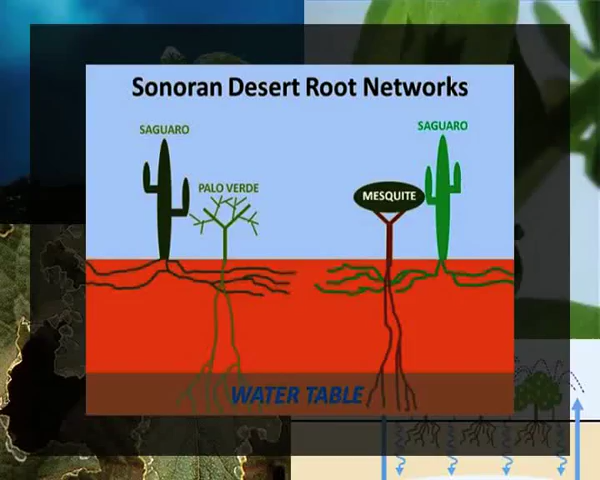 Sonoran Desert Root Networks
SAGUARO
SAGUARO
PALO VERDE
MESQUITE
WATER TABLE